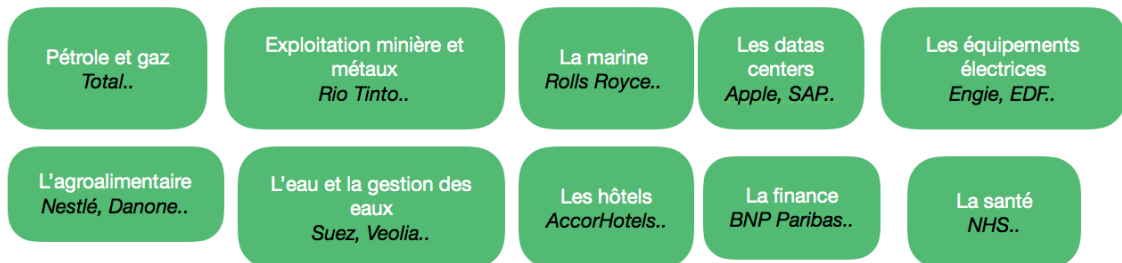 Pétrole et gaz
Total..
Exploitation minière et
métaux
Rio Tinto..
La marine
Rolls Royce..
Les datas
centers
Apple, SAP..
Les équipements
électrices
Engie, EDF..
L'agroalimentaire
Nestlé, Danone..
L'eau et la gestion des
eaux
Suez, Veolia..
Les hôtels
AccorHotels..
La finance
BNP Paribas..
La santé
NHS..